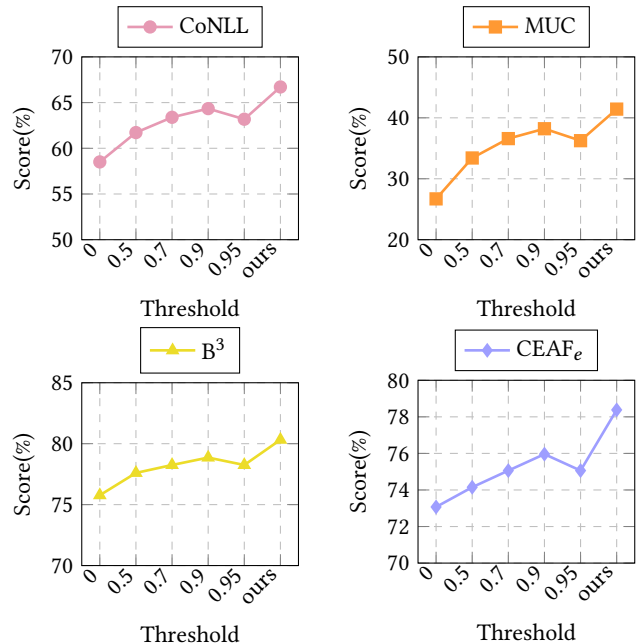 CoNLL
70
65
60
55
50
Score(%)
0
0.5
0.7
0.9
0.95
ours
Threshold
MUC
50
40
30
20
Score(%)
0
0.5
0.7
0.9
0.95
ours
Threshold
B³
85
80
75
70
Score(%)
0
0.5
0.7
0.9
0.95
ours
Threshold
CEAFₑ
80
78
76
74
72
70
Score(%)
0
0.5
0.7
0.9
0.95
ours
Threshold